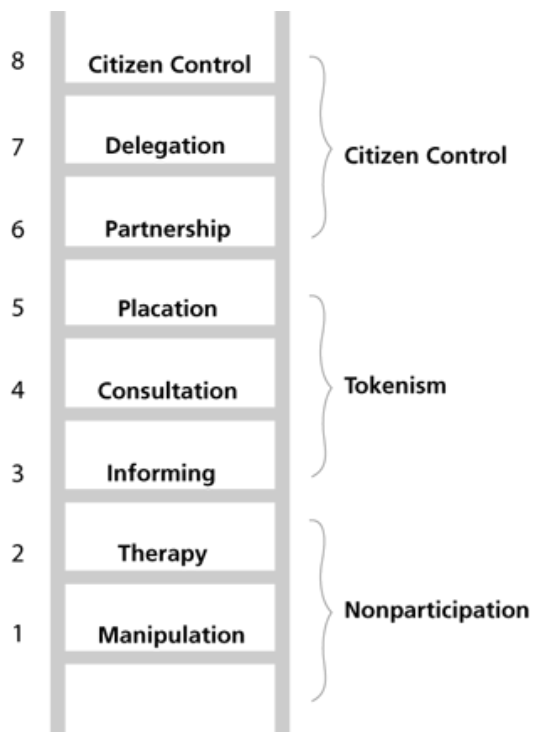 8 Citizen Control
7 Delegation
Citizen Control
6 Partnership
5 Placation
4 Consultation
Tokenism
3 Informing
2 Therapy
Nonparticipation
1 Manipulation